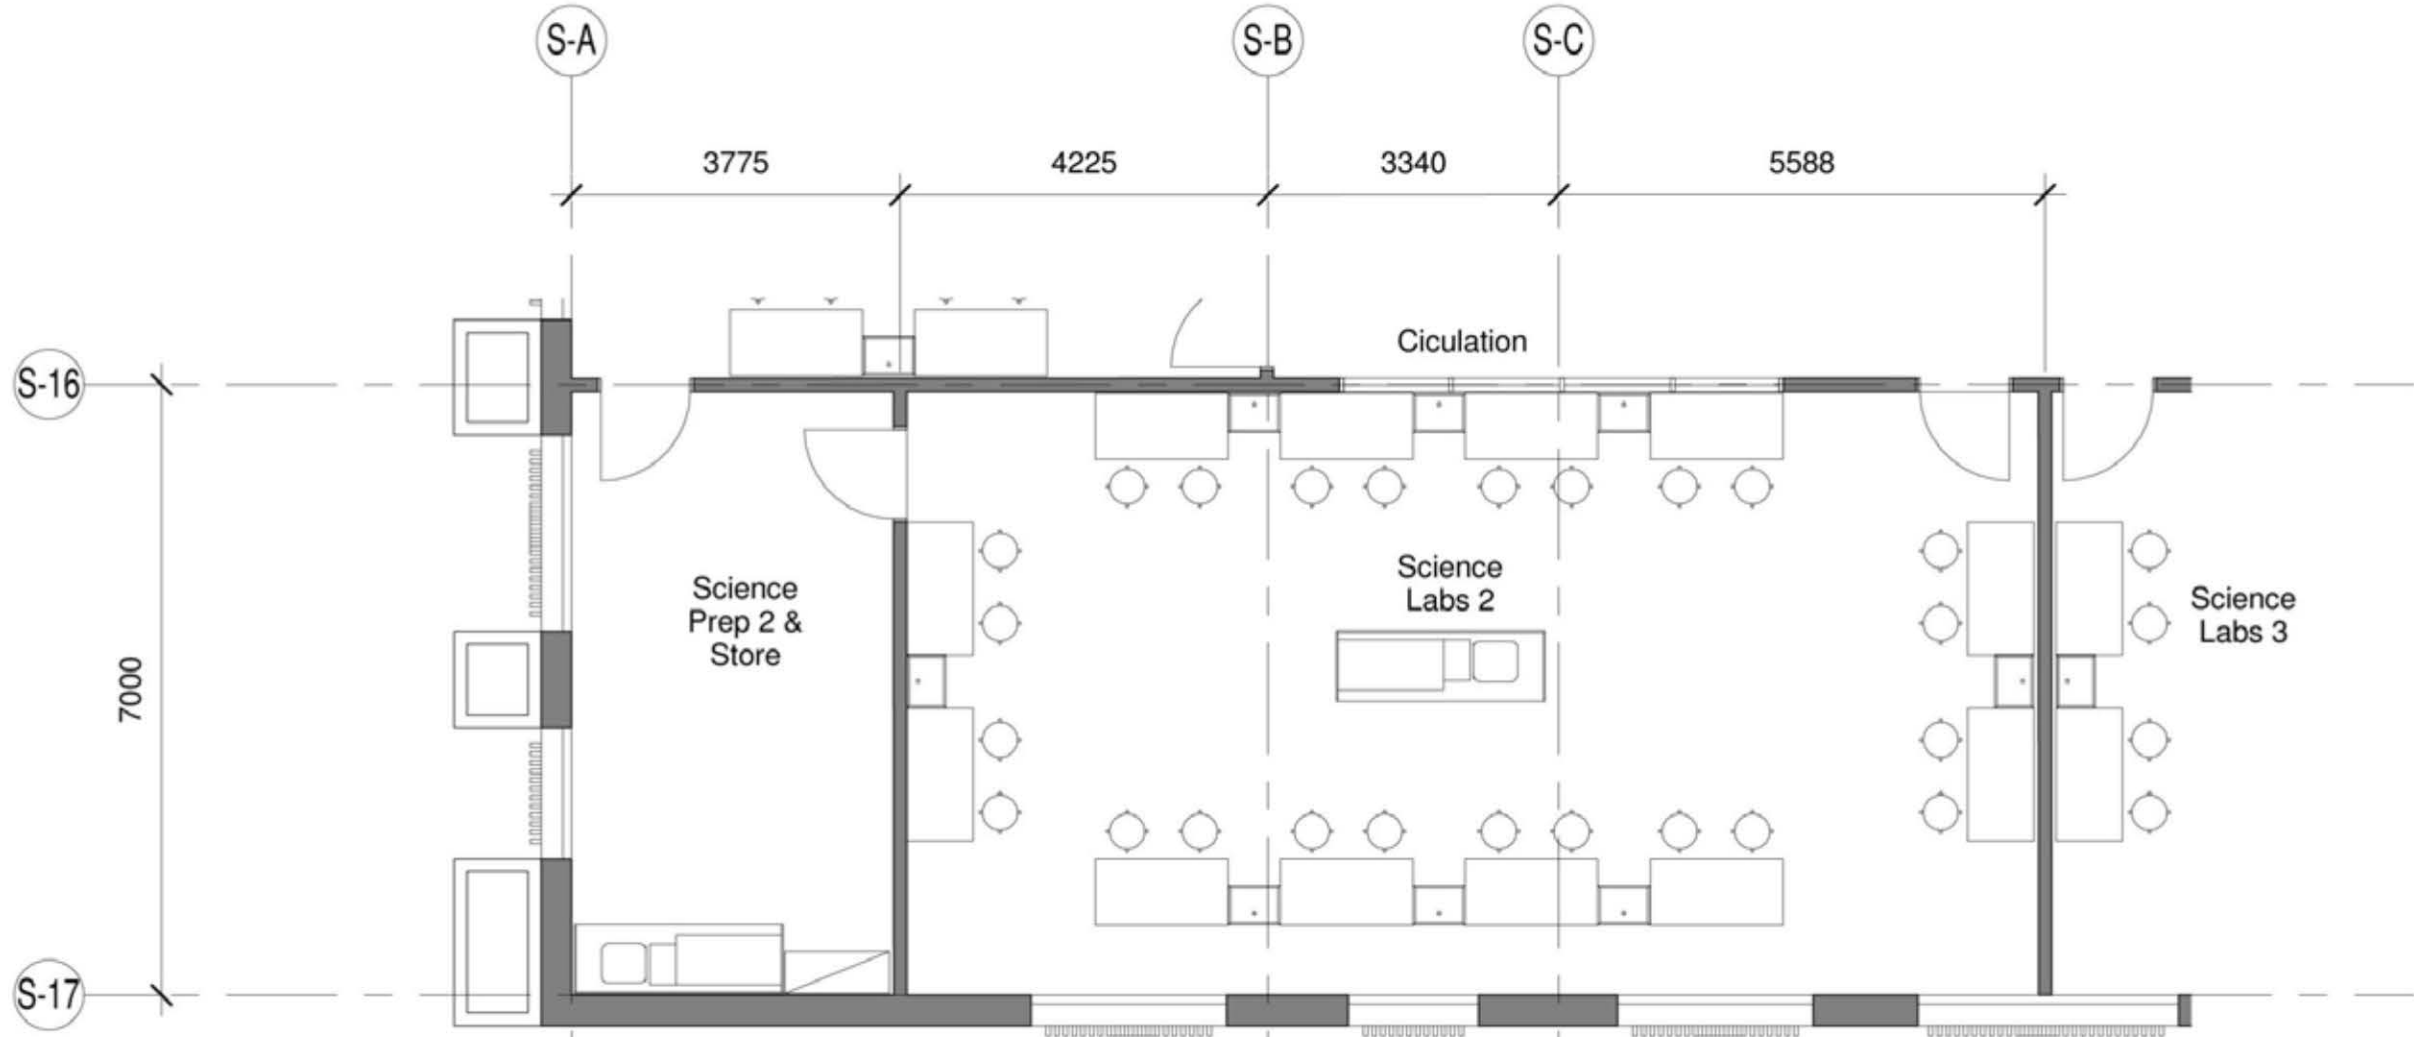 S-A
S-B
S-C
3775
4225
3340
5588
Ciculation
S-16
Science
Labs 2
Science
Prep 2 &
Store
Science
Labs 3
7000
S-17